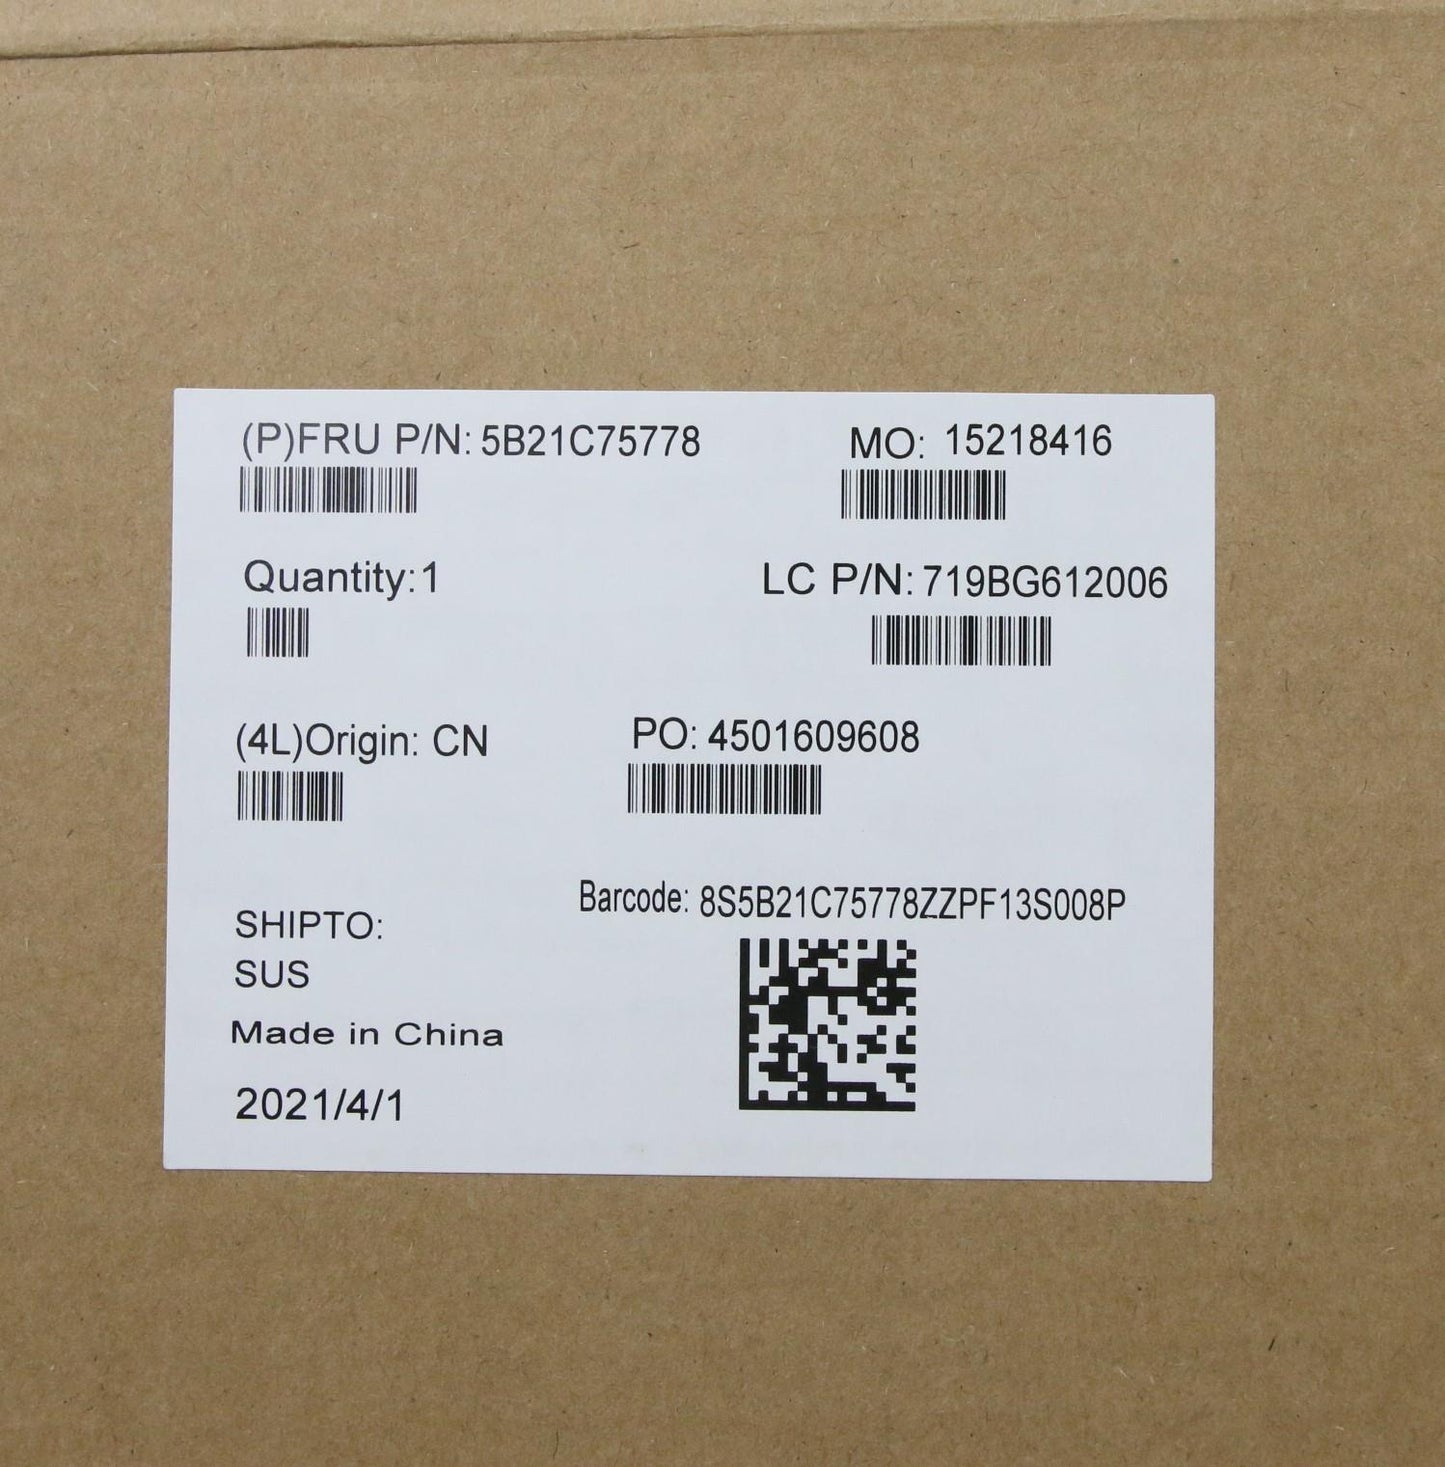 (P)FRU P/N: 5B21C75778
MO: 15218416
Quantity:1
LC P/N: 719BG612006
(4L)Origin: CN
PO: 4501609608
Barcode: 8S5B21C75778ZZPF13S008P
SHIPTO:
SUS
Made in China
2021/4/1